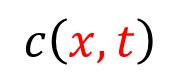 c(x, t)